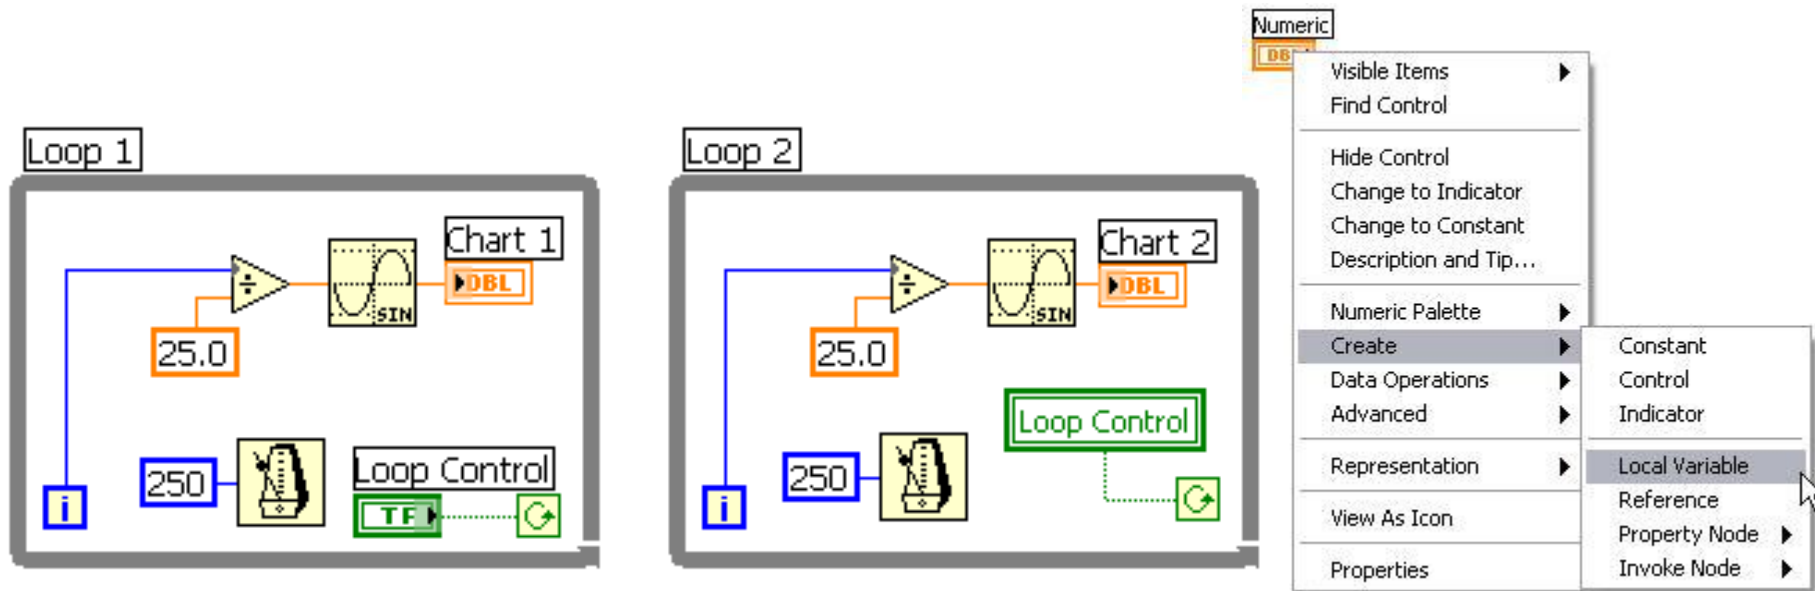 Loop 1
Chart 1
DBL
÷
SIN
25.0
250
Loop Control
i
TF
Loop 2
Chart 2
DBL
÷
SIN
25.0
Loop Control
250
i
Numeric
Visible Items
Find Control
Hide Control
Change to Indicator
Change to Constant
Description and Tip...
Numeric Palette
Create
Data Operations
Advanced
Representation
View As Icon
Properties
Constant
Control
Indicator
Local Variable
Reference
Property Node
Invoke Node